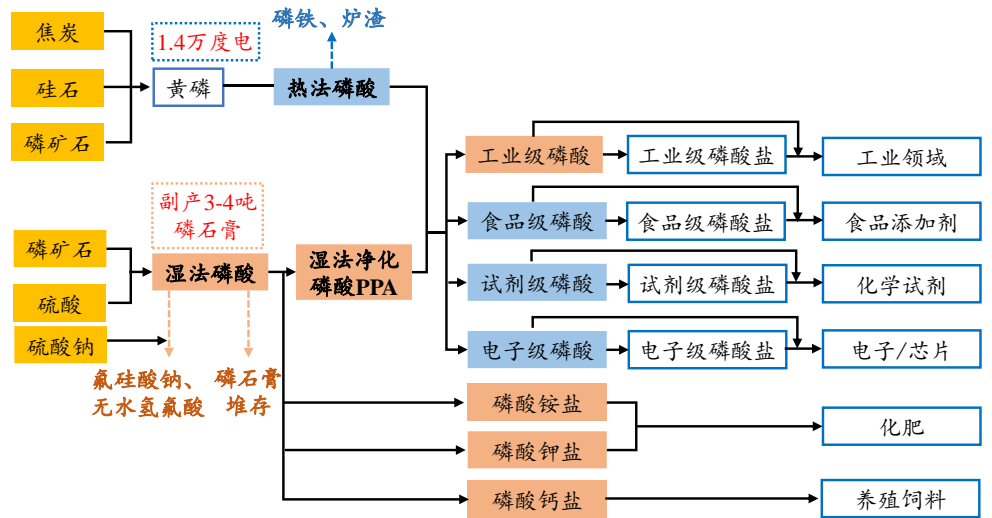 磷铁、炉渣
焦炭
1.4万度电
硅石
黄磷
热法磷酸
磷矿石
工业级磷酸
工业级磷酸盐
工业领域
副产3-4吨
磷石膏
食品级磷酸
食品级磷酸盐
食品添加剂
磷矿石
湿法磷酸
湿法净化
磷酸PPA
试剂级磷酸
试剂级磷酸盐
化学试剂
硫酸
硫酸钠
电子级磷酸
电子级磷酸盐
电子/芯片
氟硅酸钠、
无水氢氟酸
磷石膏
堆存
磷酸铵盐
化肥
磷酸钾盐
磷酸钙盐
养殖饲料